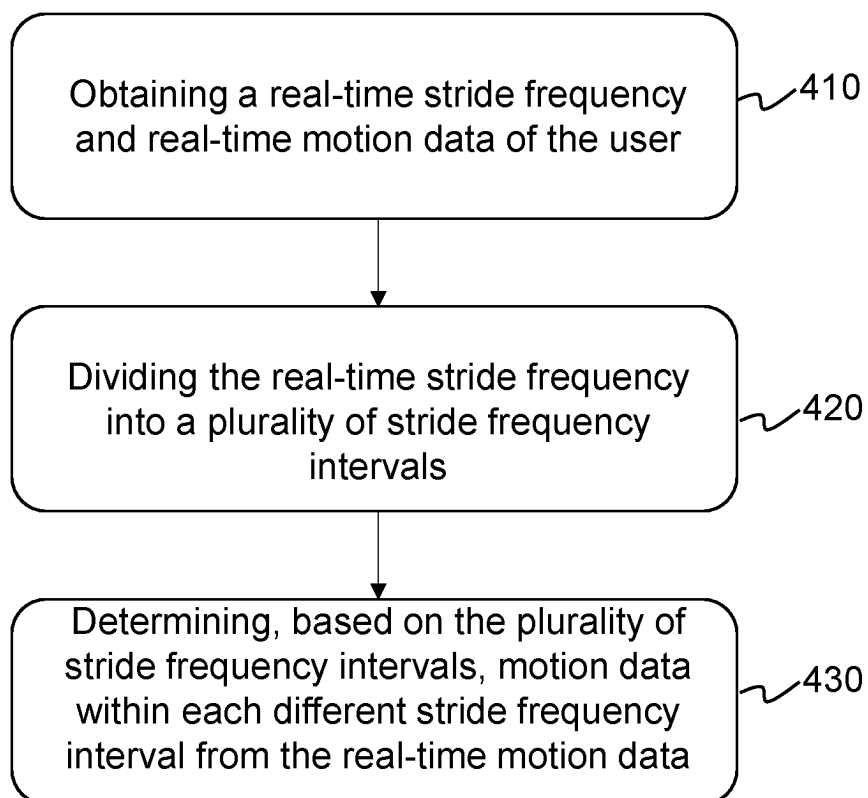 Obtaining a real-time stride frequency
and real-time motion data of the user
410
Dividing the real-time stride frequency
into a plurality of stride frequency
intervals
420
Determining, based on the plurality of
stride frequency intervals, motion data
within each different stride frequency
interval from the real-time motion data
430